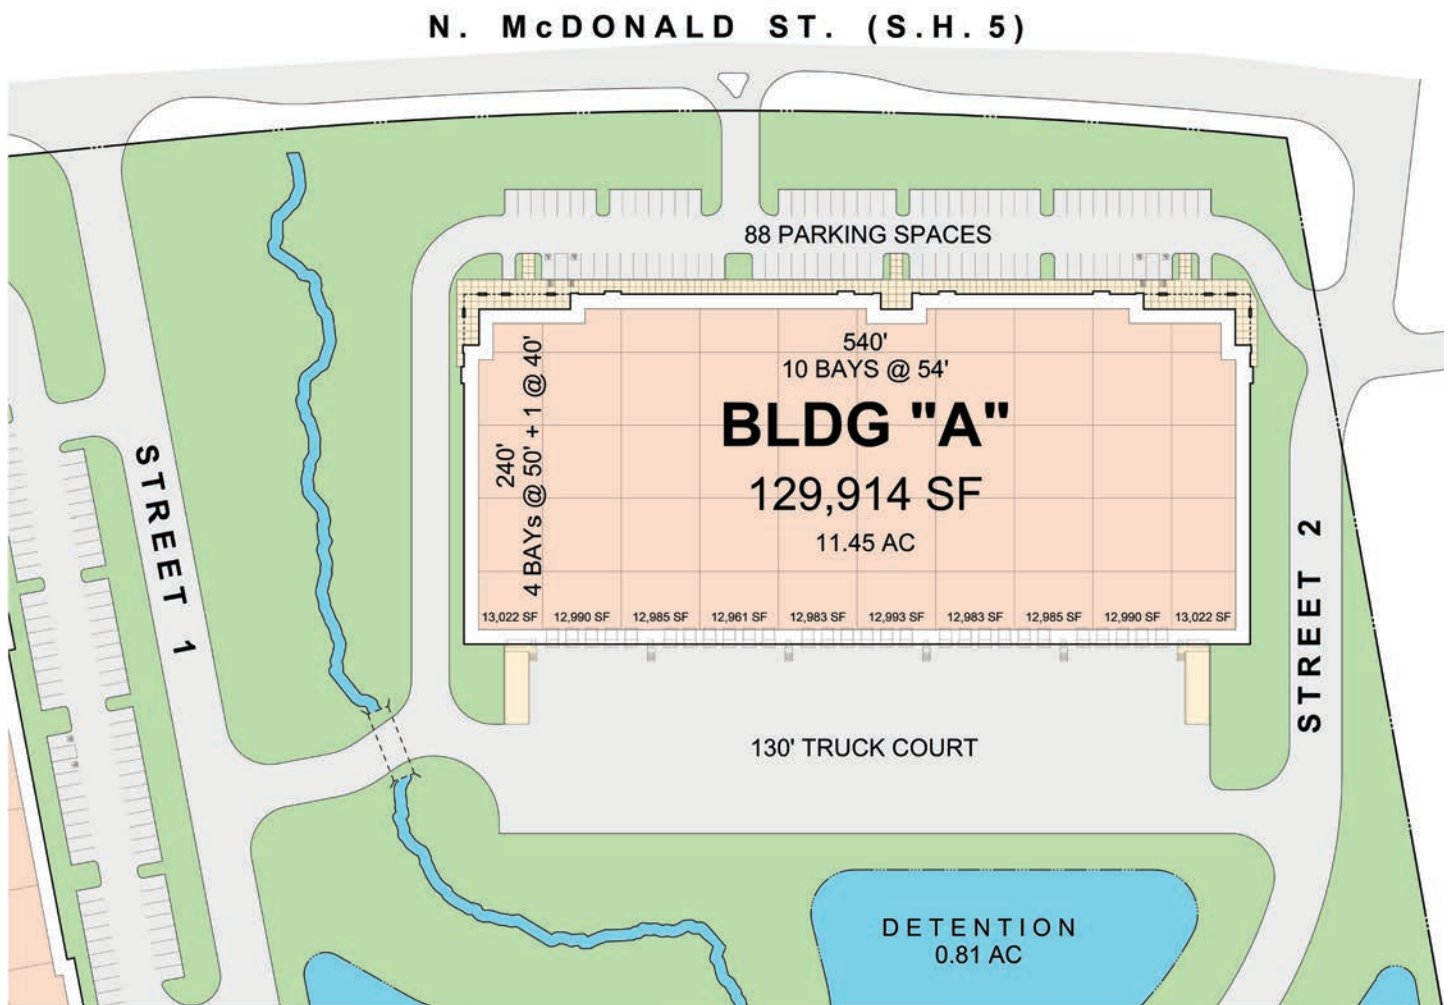 N. McDONALD ST. (S.H. 5)
88 PARKING SPACES
540'
10 BAYS @ 54'
240'
4 BAYs @ 50' + 1 @ 40'
BLDG "A"
129,914 SF
11.45 AC
13,022 SF
12,990 SF
12,985 SF
12,961 SF
12,983 SF
12,993 SF
12,983 SF
12,985 SF
12,990 SF
13,022 SF
STREET 1
STREET 2
130' TRUCK COURT
DETENTION
0.81 AC